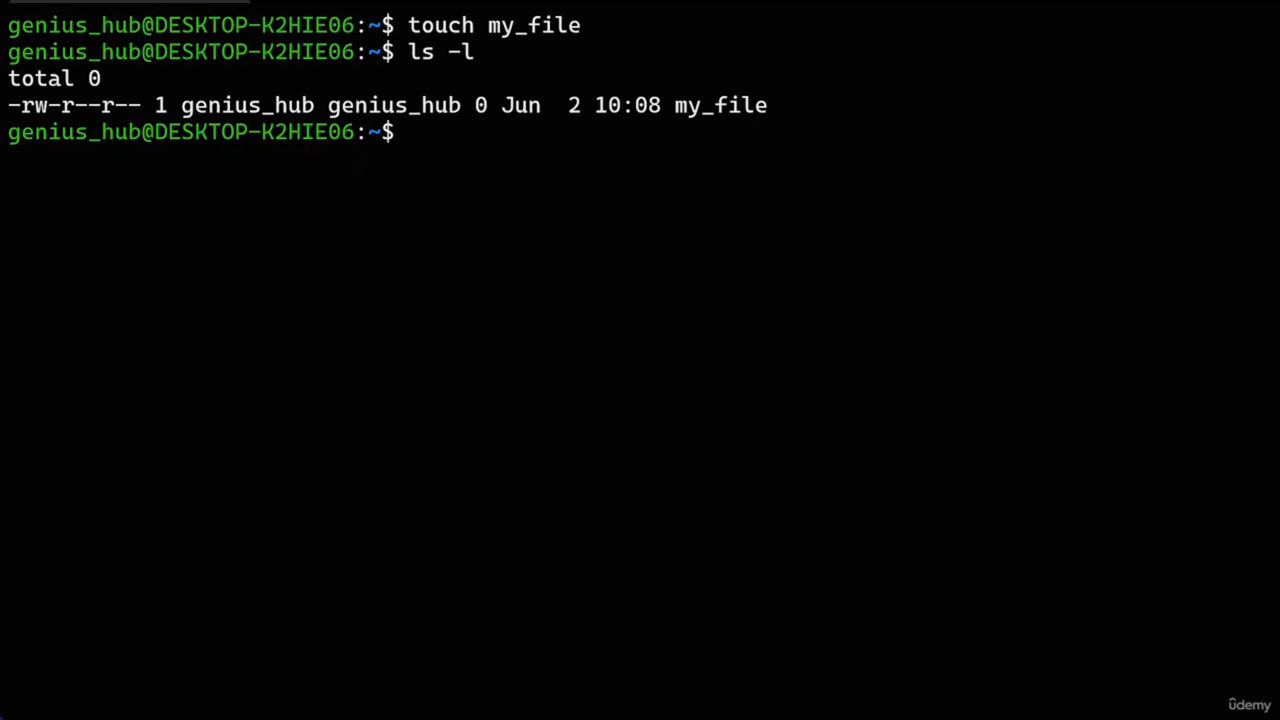 genius_hub@DESKTOP-K2HIE06:~$ touch my_file
genius_hub@DESKTOP-K2HIE06:~$ ls -l
total 0
-rw-r--r-- 1 genius_hub genius_hub 0 Jun  2 10:08 my_file
genius_hub@DESKTOP-K2HIE06:~$
ûdemy